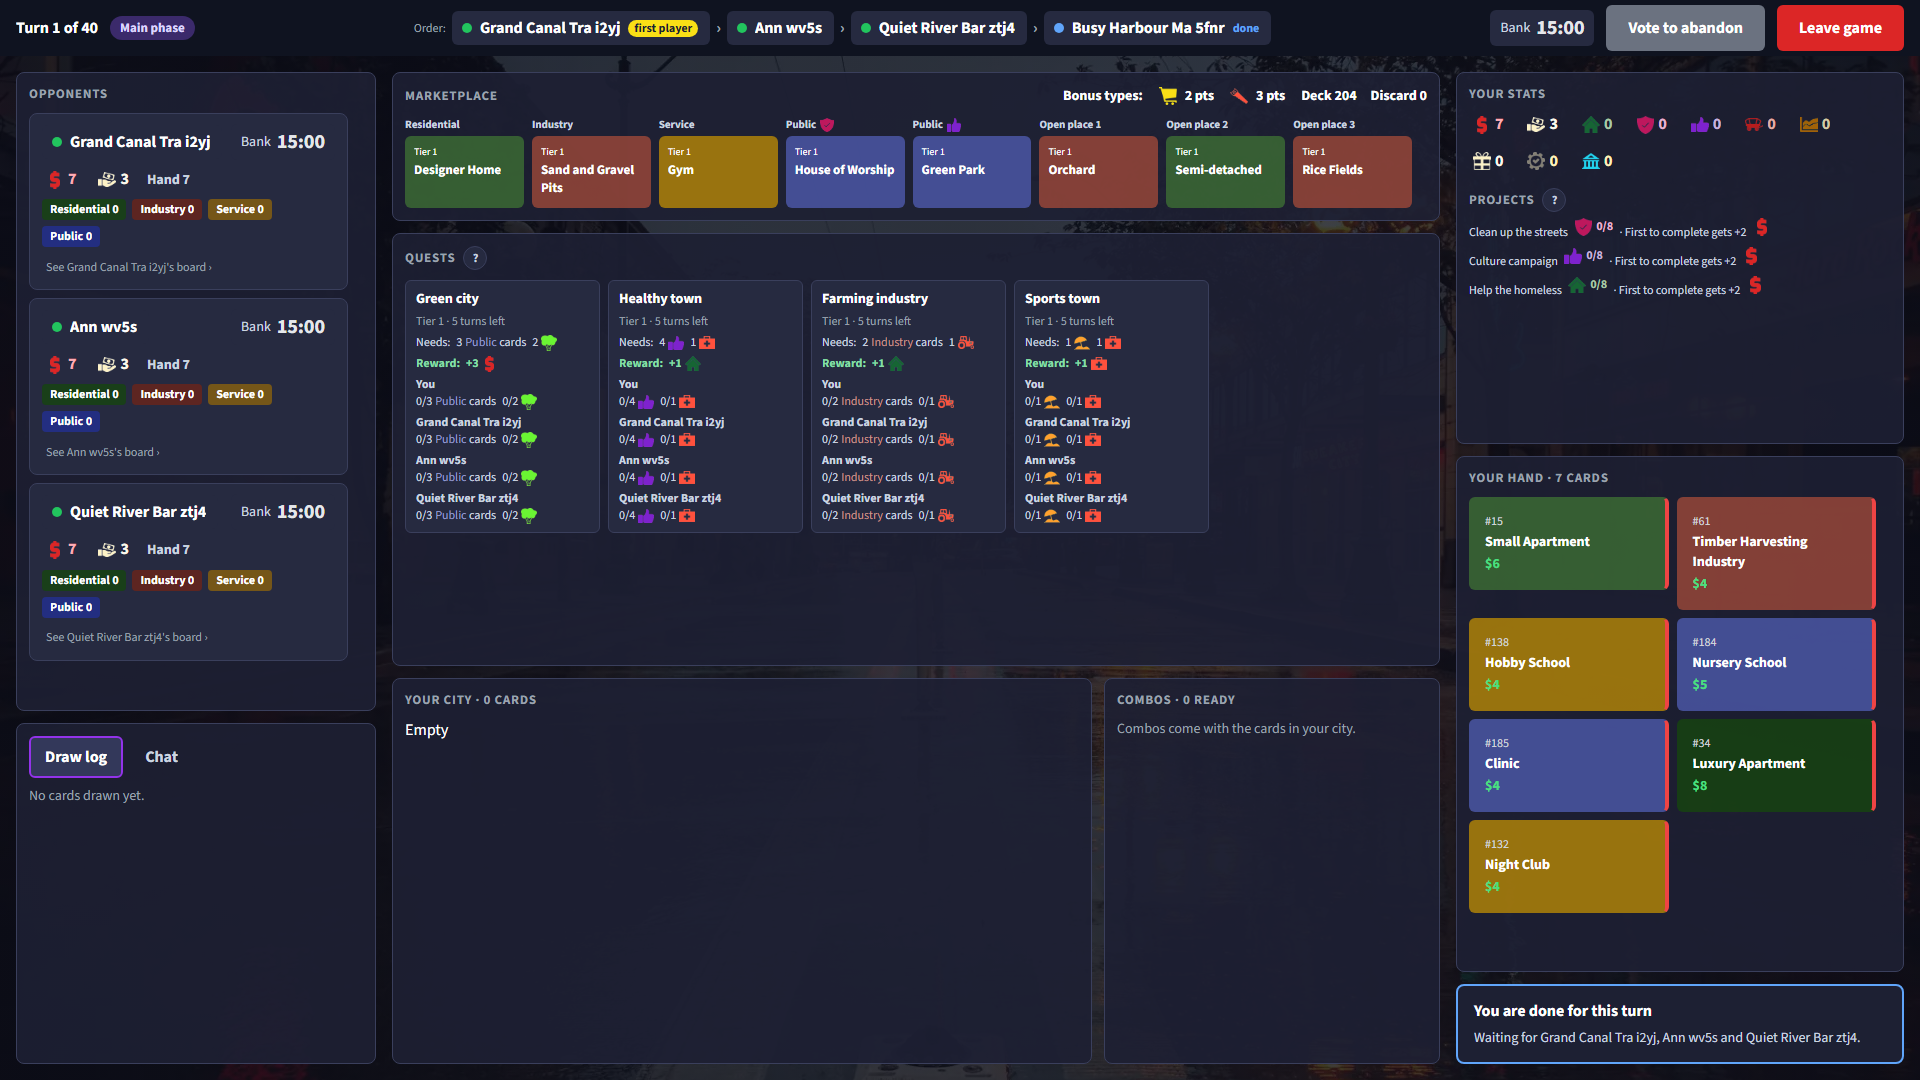 Turn 1 of 40
Main phase
Order:
Grand Canal Tra i2yj
first player
›
Ann wv5s
›
Quiet River Bar ztj4
›
Busy Harbour Ma 5fnr
done
Bank 15:00
Vote to abandon
Leave game
OPPONENTS
Grand Canal Tra i2yj
Bank 15:00
7
3
Hand 7
Residential 0
Industry 0
Service 0
Public 0
See Grand Canal Tra i2yj's board ›
Ann wv5s
Bank 15:00
7
3
Hand 7
Residential 0
Industry 0
Service 0
Public 0
See Ann wv5s's board ›
Quiet River Bar ztj4
Bank 15:00
7
3
Hand 7
Residential 0
Industry 0
Service 0
Public 0
See Quiet River Bar ztj4's board ›
Draw log
Chat
No cards drawn yet.
MARKETPLACE
Bonus types: 2 pts 3 pts Deck 204 Discard 0
Residential
Tier 1
Designer Home
Industry
Tier 1
Sand and Gravel
Pits
Service
Tier 1
Gym
Public
Tier 1
House of Worship
Public
Tier 1
Green Park
Open place 1
Tier 1
Orchard
Open place 2
Tier 1
Semi-detached
Open place 3
Tier 1
Rice Fields
QUESTS ?
Green city
Tier 1 · 5 turns left
Needs: 3 Public cards 2
Reward: +3
You
0/3 Public cards 0/2
Grand Canal Tra i2yj
0/3 Public cards 0/2
Ann wv5s
0/3 Public cards 0/2
Quiet River Bar ztj4
0/3 Public cards 0/2
Healthy town
Tier 1 · 5 turns left
Needs: 4 1
Reward: +1
You
0/4 0/1
Grand Canal Tra i2yj
0/4 0/1
Ann wv5s
0/4 0/1
Quiet River Bar ztj4
0/4 0/1
Farming industry
Tier 1 · 5 turns left
Needs: 2 Industry cards 1
Reward: +1
You
0/2 Industry cards 0/1
Grand Canal Tra i2yj
0/2 Industry cards 0/1
Ann wv5s
0/2 Industry cards 0/1
Quiet River Bar ztj4
0/2 Industry cards 0/1
Sports town
Tier 1 · 5 turns left
Needs: 1 1
Reward: +1
You
0/1 0/1
Grand Canal Tra i2yj
0/1 0/1
Ann wv5s
0/1 0/1
Quiet River Bar ztj4
0/1 0/1
YOUR CITY · 0 CARDS
Empty
COMBOS · 0 READY
Combos come with the cards in your city.
YOUR STATS
7 3 0 0 0 0 0
0 0 0
PROJECTS ?
Clean up the streets 0/8 · First to complete gets +2
Culture campaign 0/8 · First to complete gets +2
Help the homeless 0/8 · First to complete gets +2
YOUR HAND · 7 CARDS
#15
Small Apartment
$6
#61
Timber Harvesting
Industry
$4
#138
Hobby School
$4
#184
Nursery School
$5
#185
Clinic
$4
#34
Luxury Apartment
$8
#132
Night Club
$4
You are done for this turn
Waiting for Grand Canal Tra i2yj, Ann wv5s and Quiet River Bar ztj4.